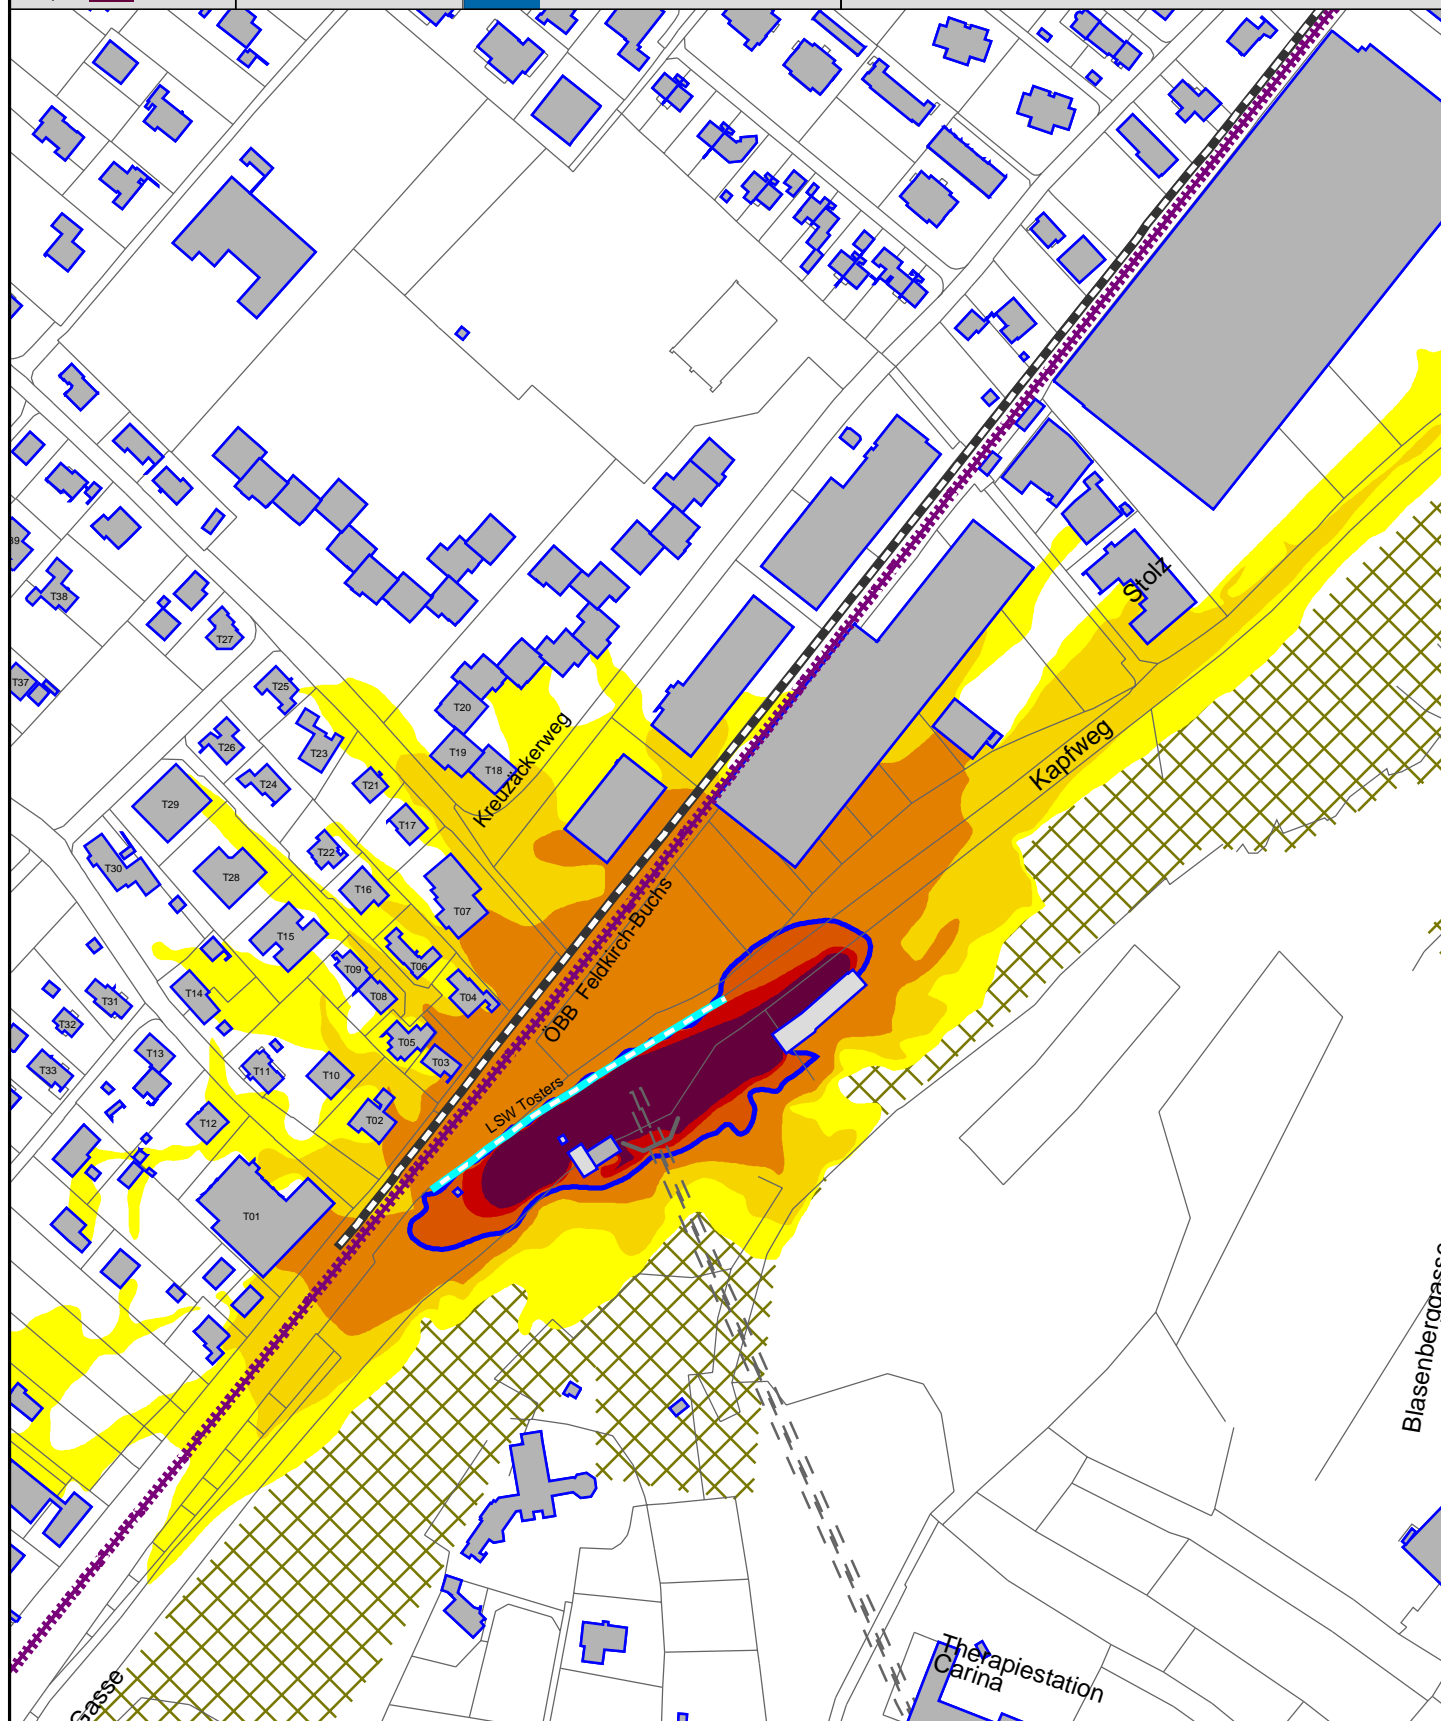 Stolz
39
T38
T27
T37
T25
T20
T26
T23
T19
T18
Kreuzäckerweg
Kapfweg
T24
T21
T29
T17
T22
T30
T28
T16
T07
T15
ÖBB Feldkirch-Buchs
T09
T06
T08
T04
T14
T31
T32
T05
T13
T03
T33
T11
T10
LSW Tosters
T02
T12
T01
Blasenberggasse
Therapiestation
Carina
Gasse